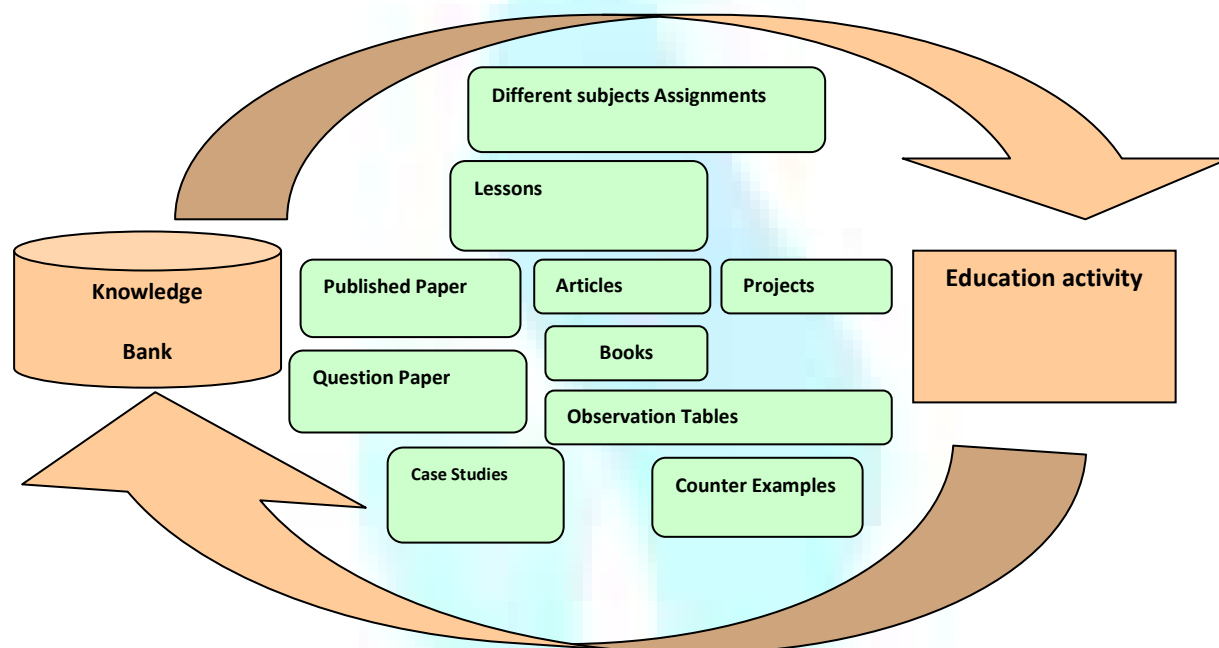 Different subjects Assignments
Lessons
Knowledge
Bank
Published Paper
Articles
Projects
Education activity
Books
Question Paper
Observation Tables
Case Studies
Counter Examples